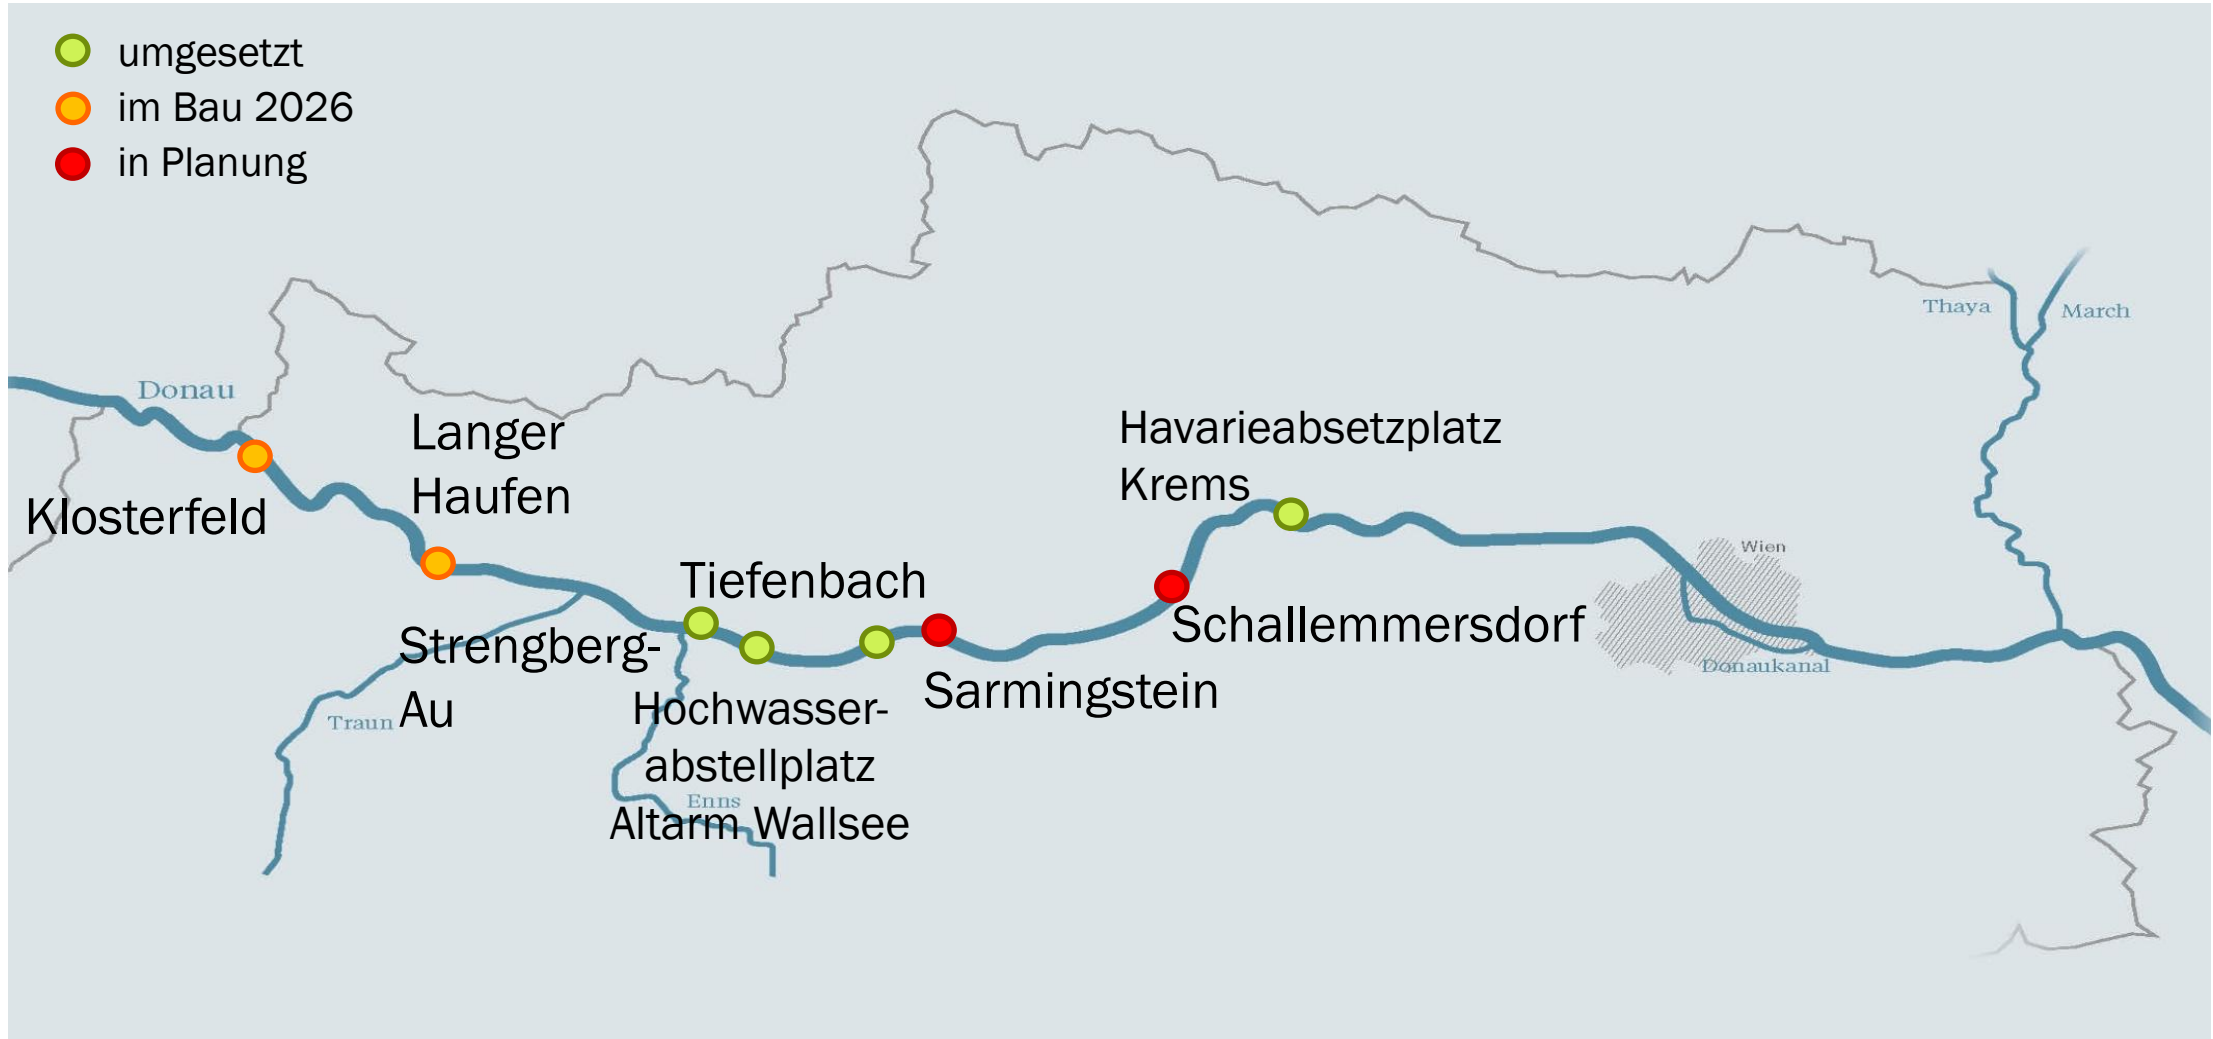 umgesetzt
im Bau 2026
in Planung
Thaya
March
Donau
Langer
Haufen
Havarieabsetzplatz
Krems
Klosterfeld
Wien
Tiefenbach
Schallemmersdorf
Strengberg-
Au
Donaukanal
Sarmingstein
Traun
Hochwasser-
abstellplatz
Enns
Altarm Wallsee